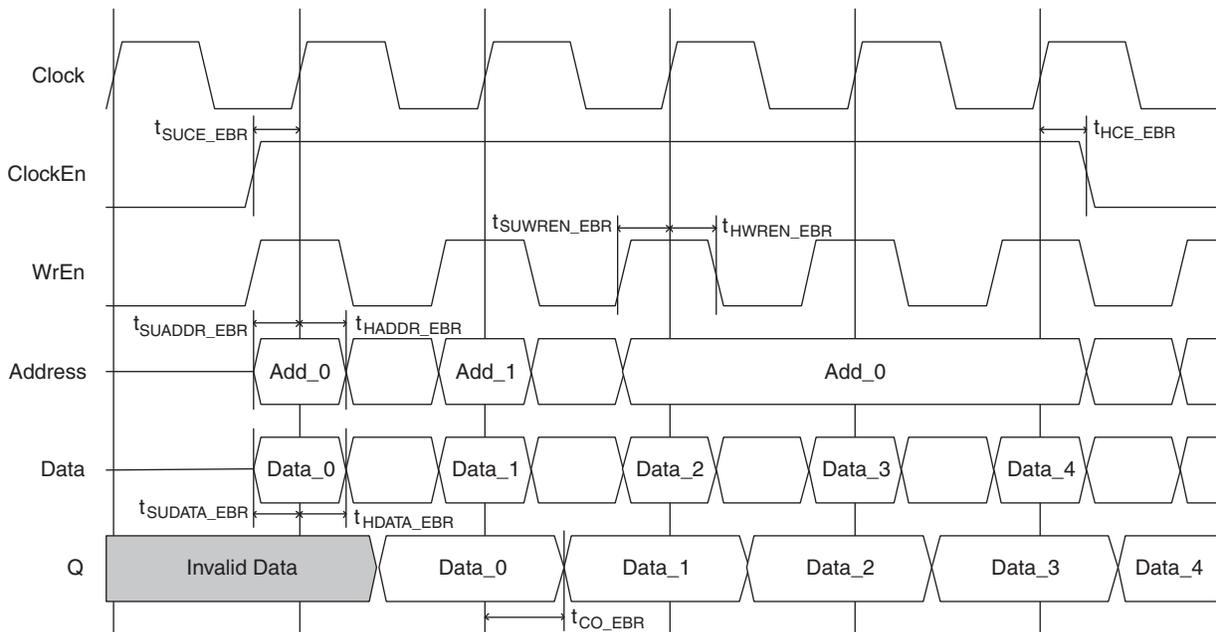 Clock
tSUCE_EBR
tHCE_EBR
ClockEn
tSUWREN_EBR
tHWREN_EBR
WrEn
tSUADDR_EBR
tHADDR_EBR
Address
Add_0
Add_1
Add_0
Data
Data_0
Data_1
Data_2
Data_3
Data_4
tSUDATA_EBR
tHDATA_EBR
Q
Invalid Data
Data_0
Data_1
Data_2
Data_3
Data_4
tCO_EBR